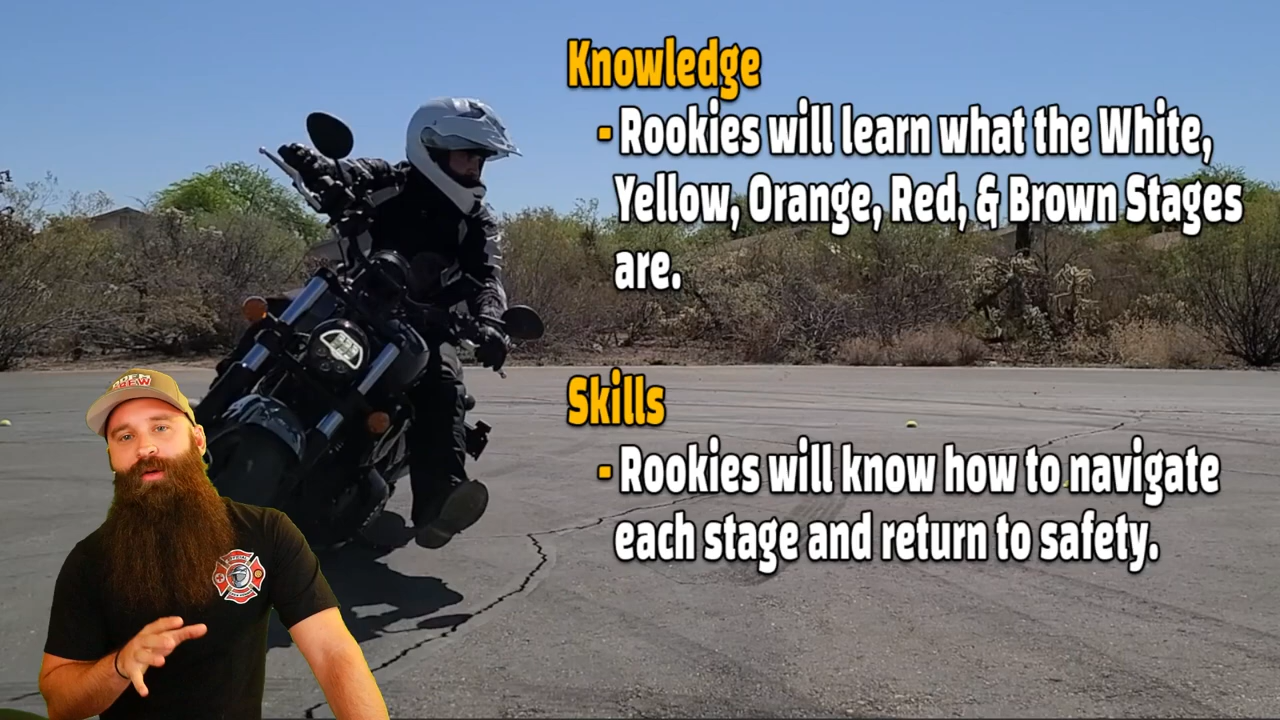 Knowledge
- Rookies will learn what the White,
Yellow, Orange, Red, & Brown Stages
are.
Skills
- Rookies will know how to navigate
each stage and return to safety.
CREW